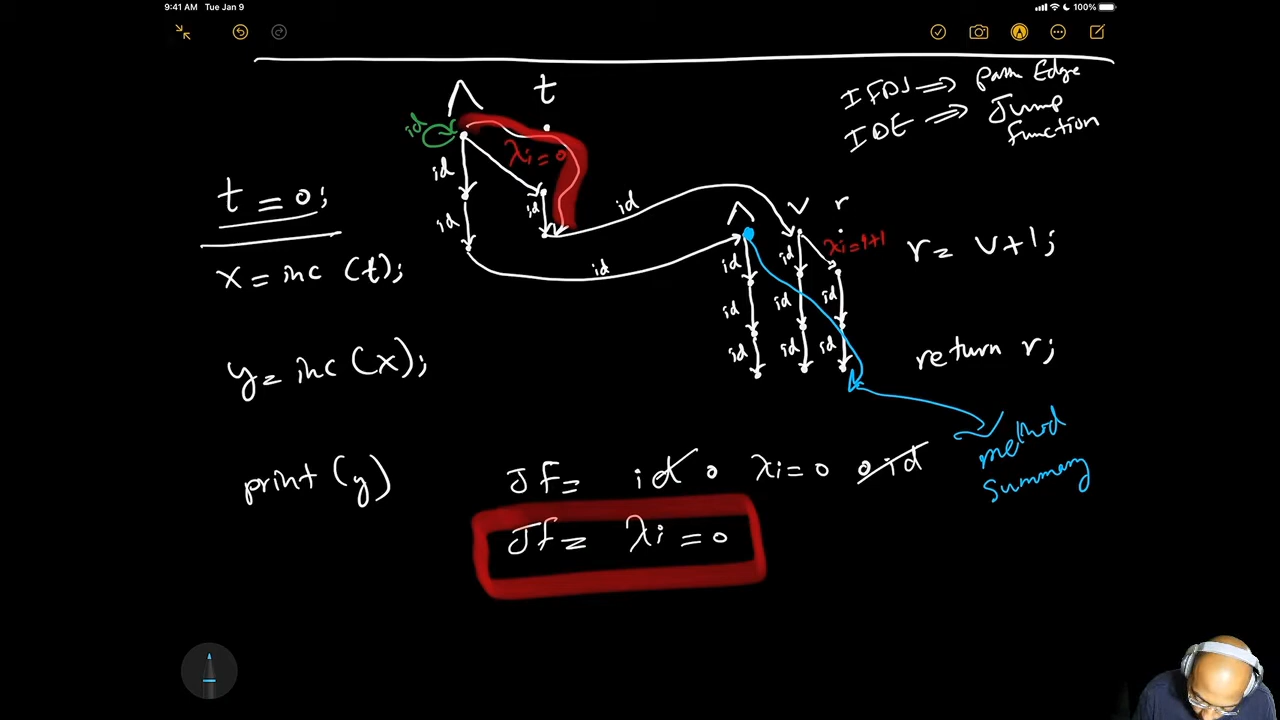 9:41 AM Tue Jan 9
100%
IFDS => Path Edge
IDE => Jump
Function
Λ t
id
λi=0
id
id
id
id
id
Λ v r
λi=i+1
id id
id
id id
id id id
t = 0;
x = inc (t);
y = inc (x);
print (y)
r = v+1;
return r;
method
summary
JF = id ∘ λi=0 ∘ id
JF = λi = 0